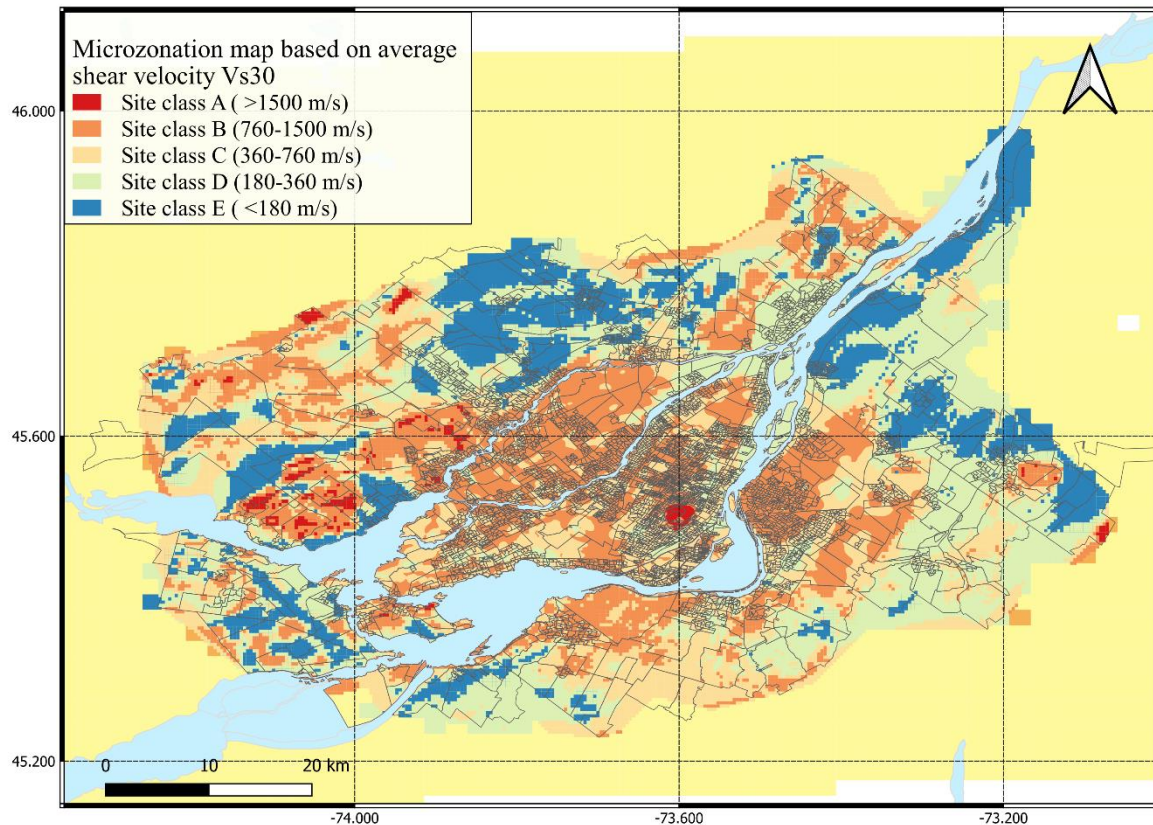 Microzonation map based on average
shear velocity Vs30
Site class A ( >1500 m/s)
Site class B (760-1500 m/s)
Site class C (360-760 m/s)
Site class D (180-360 m/s)
Site class E ( <180 m/s)
46.000
45.600
45.200
0 10 20 km
-74.000 -73.600 -73.200